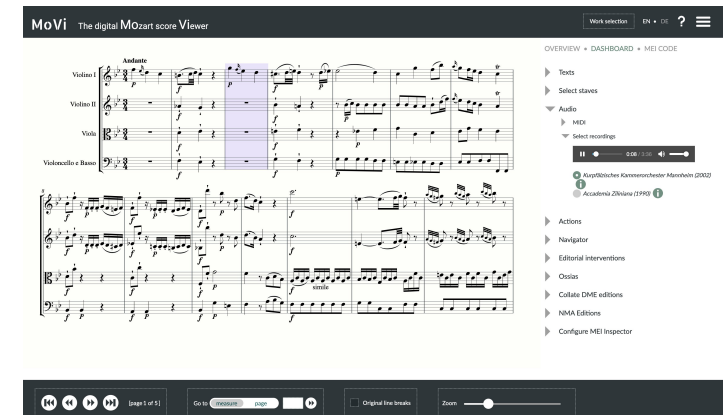 MoVi The digital MOzart score Viewer
Work selection
EN • DE
?
OVERVIEW • DASHBOARD • MEI CODE
Andante
Violino I
Violino II
Viola
Violoncello e Basso
simile
Texts
Select staves
Audio
MIDI
Select recordings
0:08 / 2:58
Kurpfälzisches Kammerorchester Mannheim (2002)
Accademia Ziliniana (1990)
Actions
Navigator
Editorial interventions
Ossias
Collate DME editions
NMA Editions
Configure MEI Inspector
[page 1 of 5]
Go to measure page
Original line breaks
Zoom